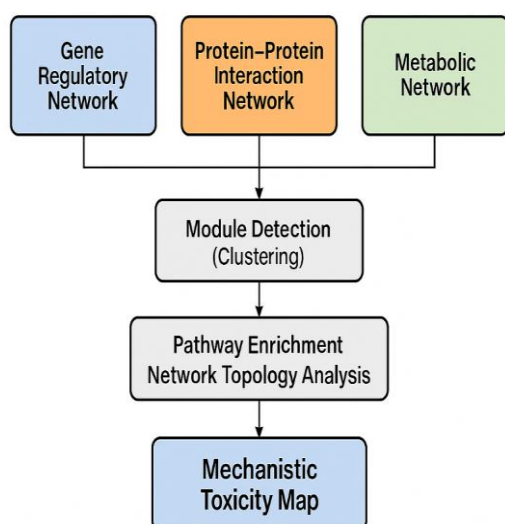 Gene
Regulatory
Network
Protein–Protein
Interaction
Network
Metabolic
Network
Module Detection
(Clustering)
Pathway Enrichment
Network Topology Analysis
Mechanistic
Toxicity Map